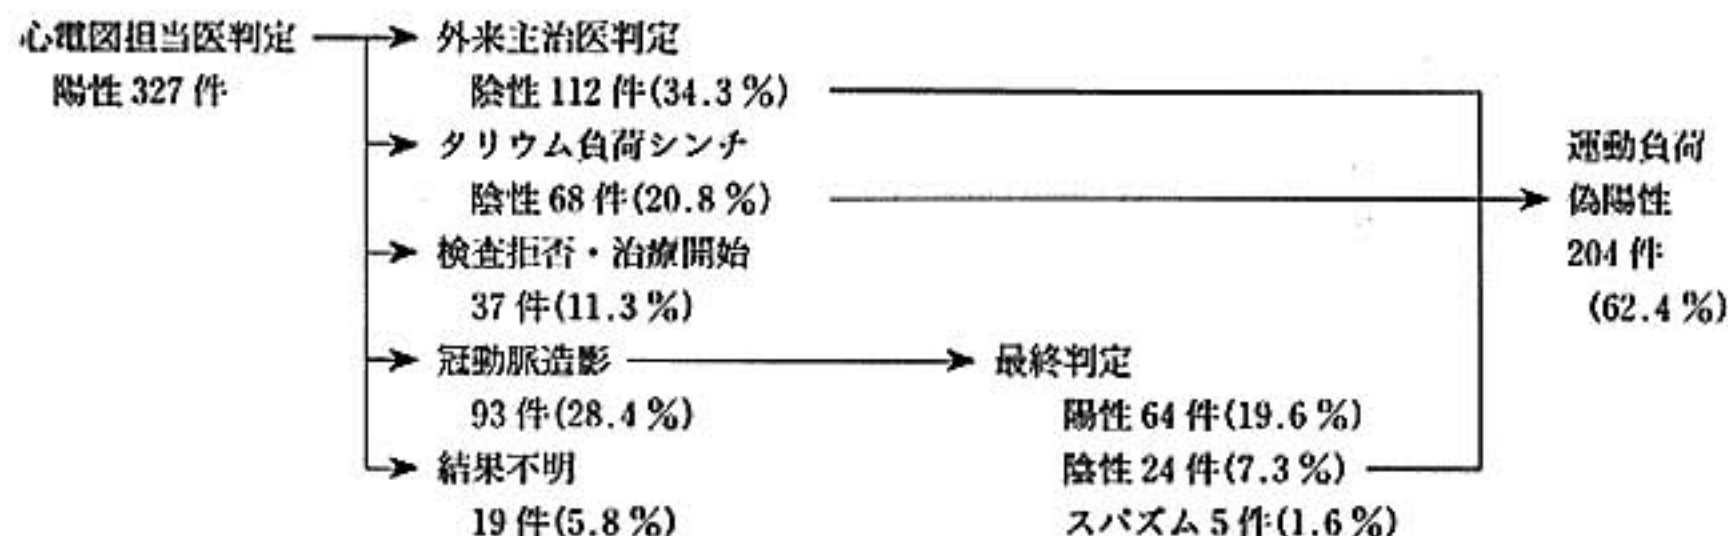 心電図担当医判定
陽性 327 件
外来主治医判定
陰性 112 件(34.3 %)
タリウム負荷シンチ
陰性 68 件(20.8 %)
検査拒否・治療開始
37 件(11.3 %)
冠動脈造影
93 件(28.4 %)
結果不明
19 件(5.8 %)
最終判定
陽性 64 件(19.6 %)
陰性 24 件(7.3 %)
スパズム 5 件(1.6 %)
運動負荷
偽陽性
204 件
(62.4 %)